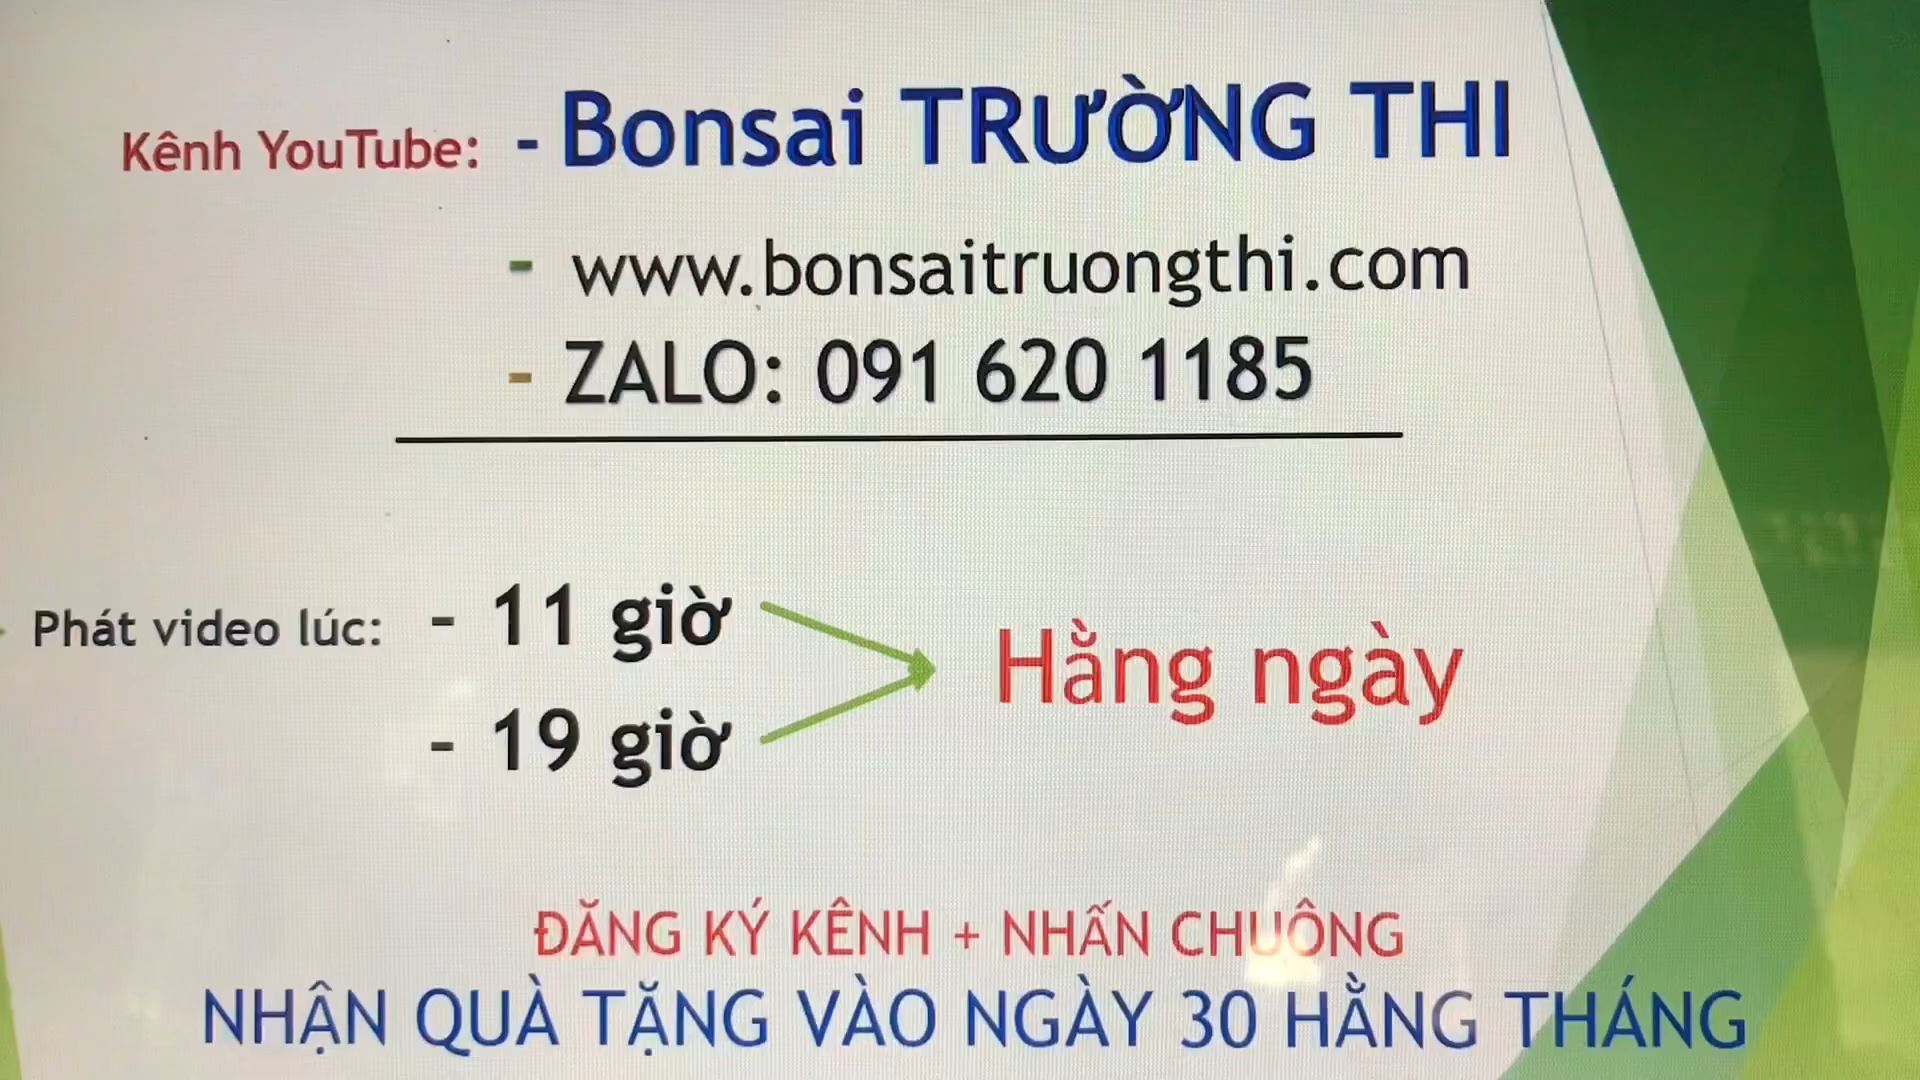 Kênh YouTube: - Bonsai TRƯỜNG THI
- www.bonsaitruongthi.com
- ZALO: 091 620 1185
Phát video lúc: - 11 giờ
- 19 giờ
Hằng ngày
ĐĂNG KÝ KÊNH + NHẤN CHUÔNG
NHẬN QUÀ TẶNG VÀO NGÀY 30 HẰNG THÁNG